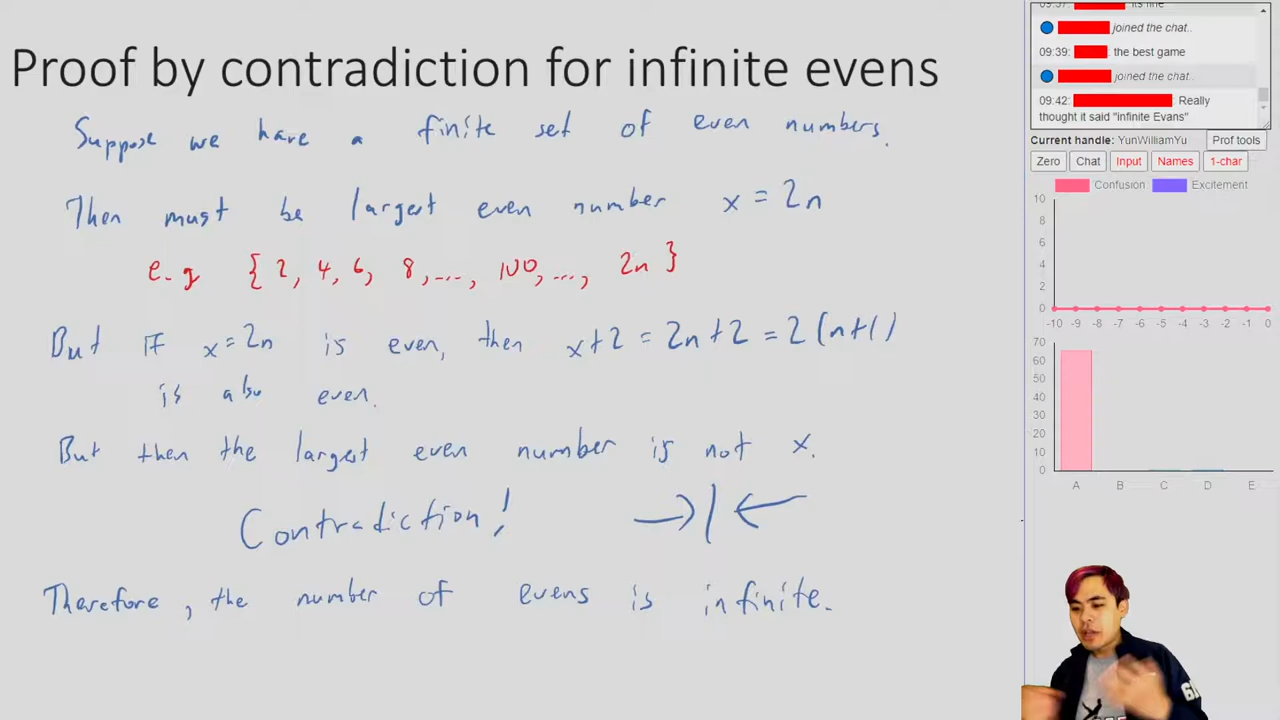 Proof by contradiction for infinite evens
Suppose we have a finite set of even numbers.
Then must be largest even number x = 2n
e.g {2, 4, 6, 8, ..., 100, ..., 2n}
But if x = 2n is even, then x+2 = 2n+2 = 2(n+1)
is also even.
But then the largest even number is not x.
Contradiction! →|←
Therefore, the number of evens is infinite.
its fine
joined the chat..
09:39: the best game
joined the chat..
09:42: Really
thought it said "infinite Evans"
Current handle: YunWilliamYu Prof tools
Zero Chat Input Names 1-char
Confusion Excitement
10
8
6
4
2
0
-10 -9 -8 -7 -6 -5 -4 -3 -2 -1 0
70
60
50
40
30
20
10
0
A B C D E